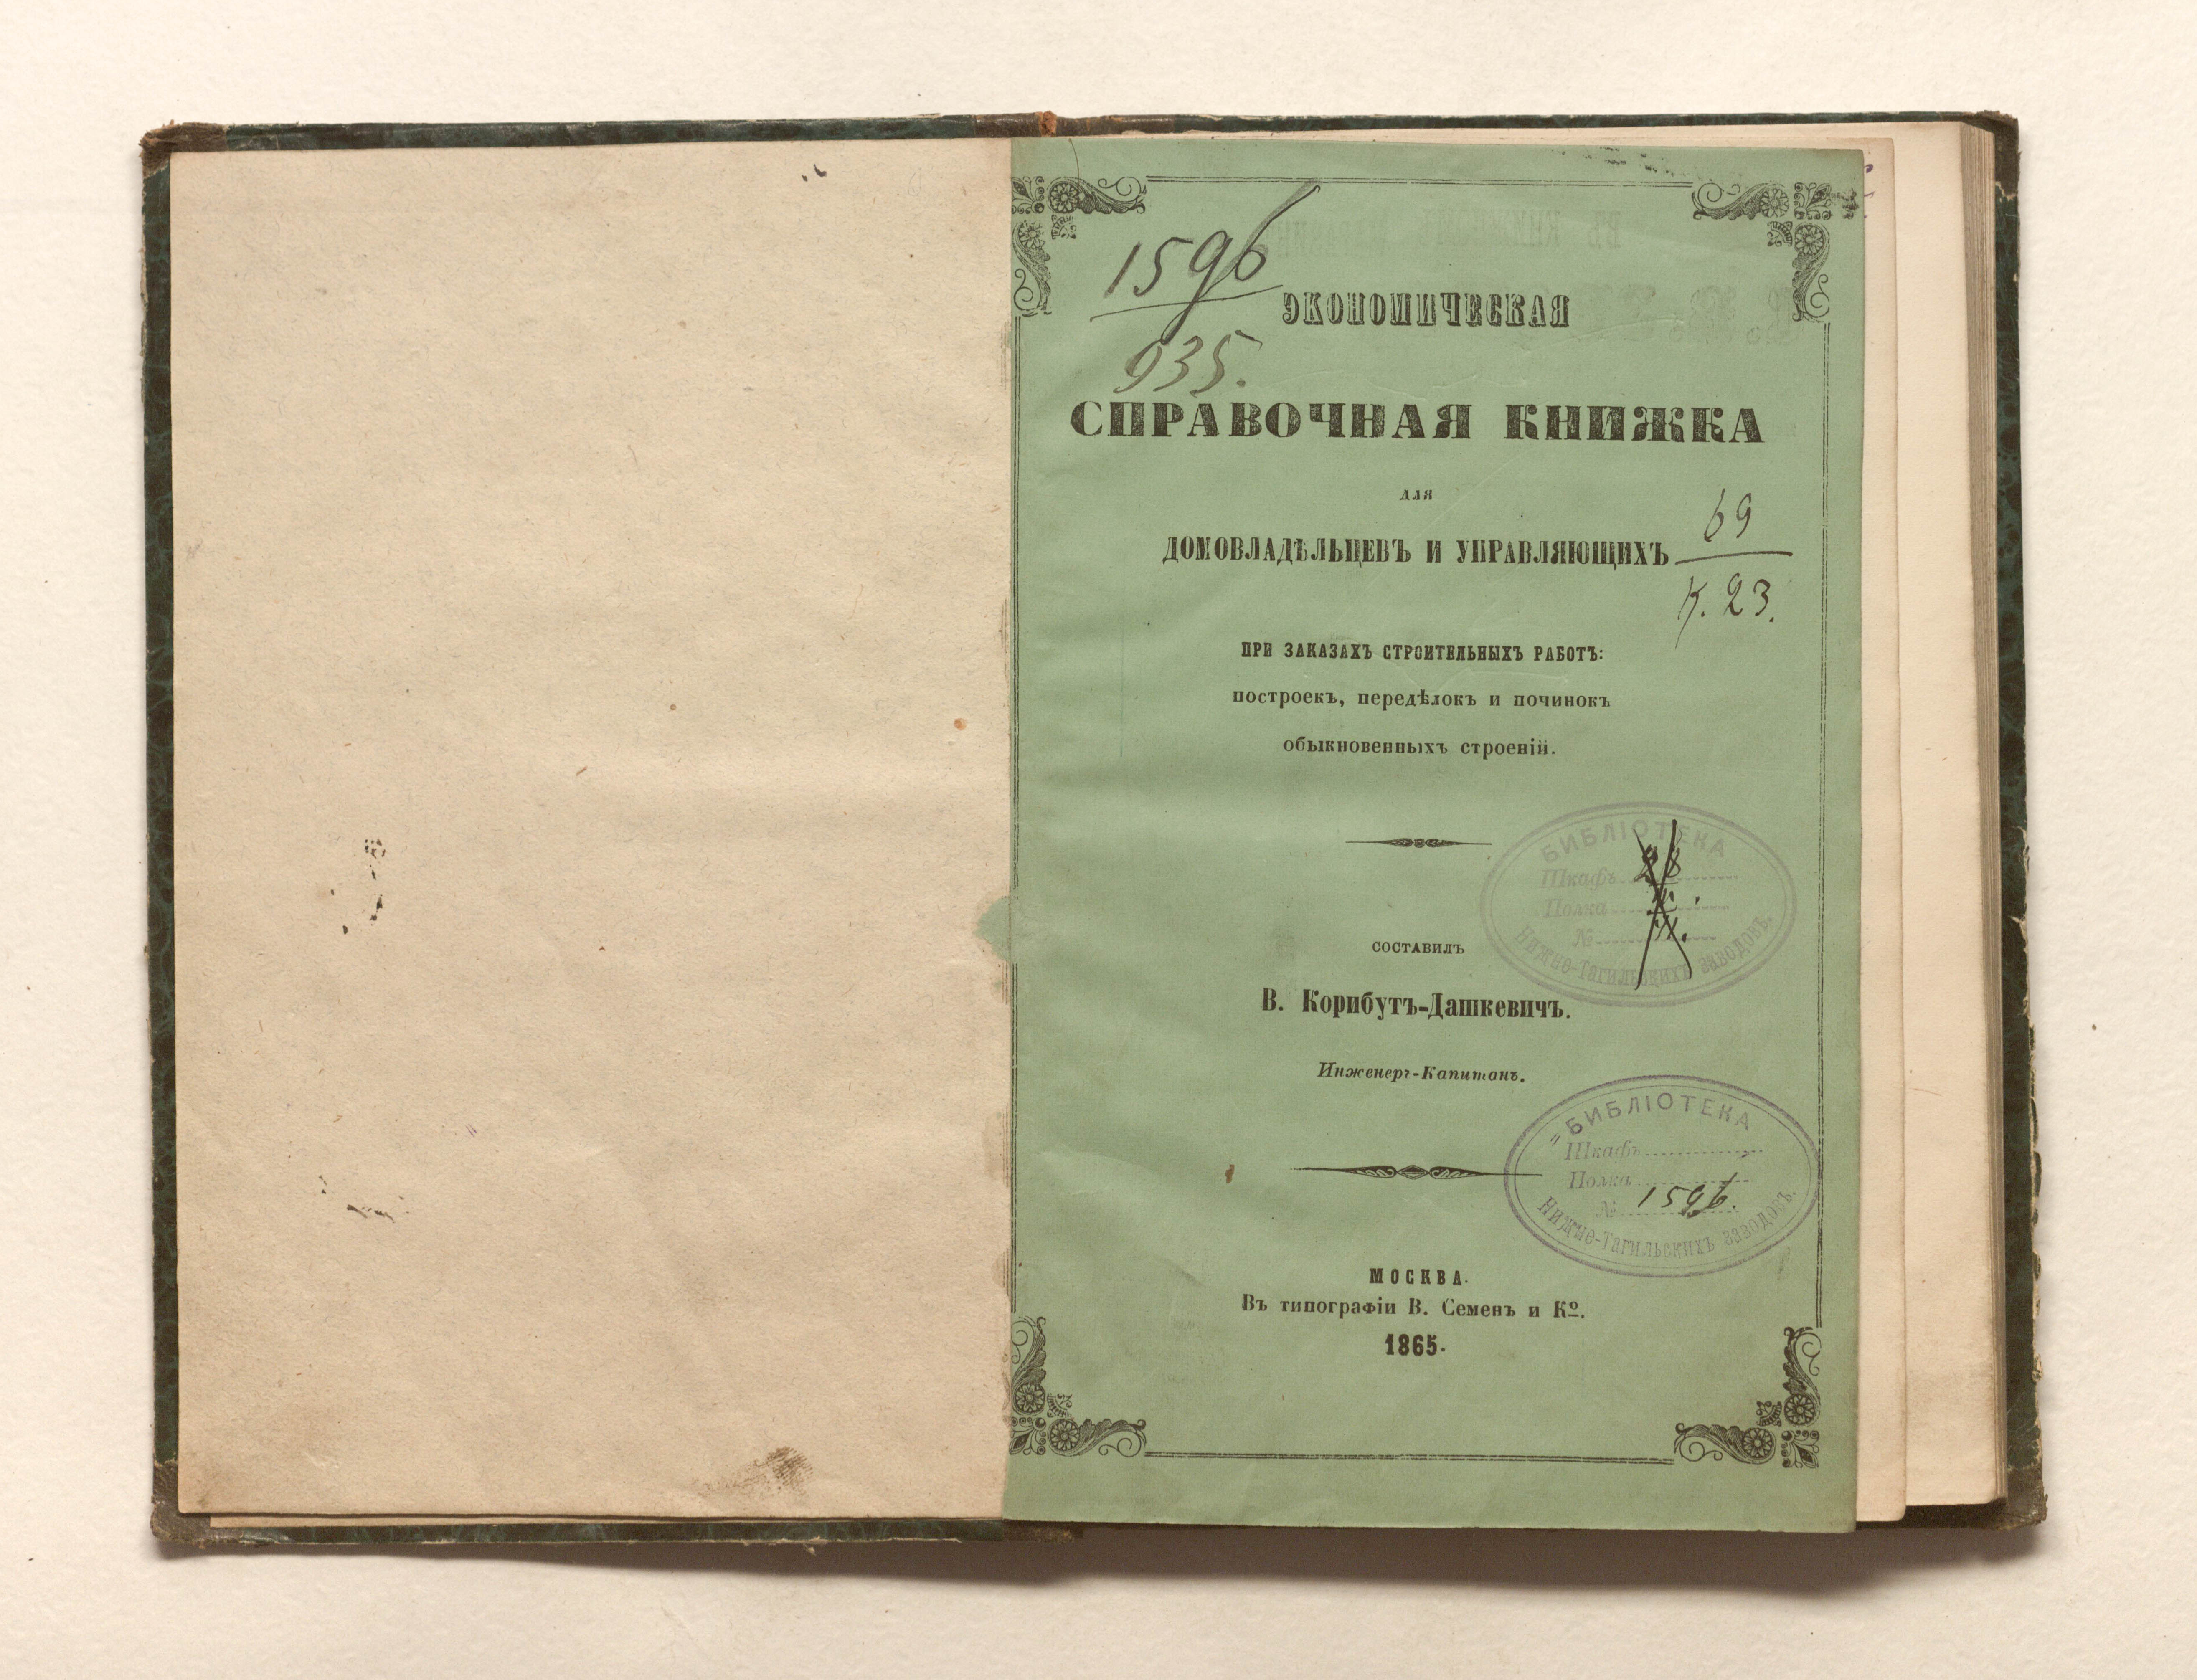 1596
935.
ЭКОНОМИЧЕСКАЯ
СПРАВОЧНАЯ КНИЖКА
для
ДОМОВЛАДѢЛЬЦЕВЪ И УПРАВЛЯЮЩИХЪ
69
К. 23.
ПРИ ЗАКАЗАХЪ СТРОИТЕЛЬНЫХЪ РАБОТЪ:
построекъ, передѣлокъ и починокъ
обыкновенныхъ строеній.
БИБЛІОТЕКА
Шкафъ
Полка
№
Нижне-Тагильскихъ заводовъ.
составилъ
В. Корибутъ-Дашкевичъ.
Инженеръ-Капитанъ.
БИБЛІОТЕКА
Шкафъ
Полка
№ 1596.
Нижне-Тагильскихъ заводовъ.
МОСКВА.
Въ типографіи В. Семенъ и Ко.
1865.